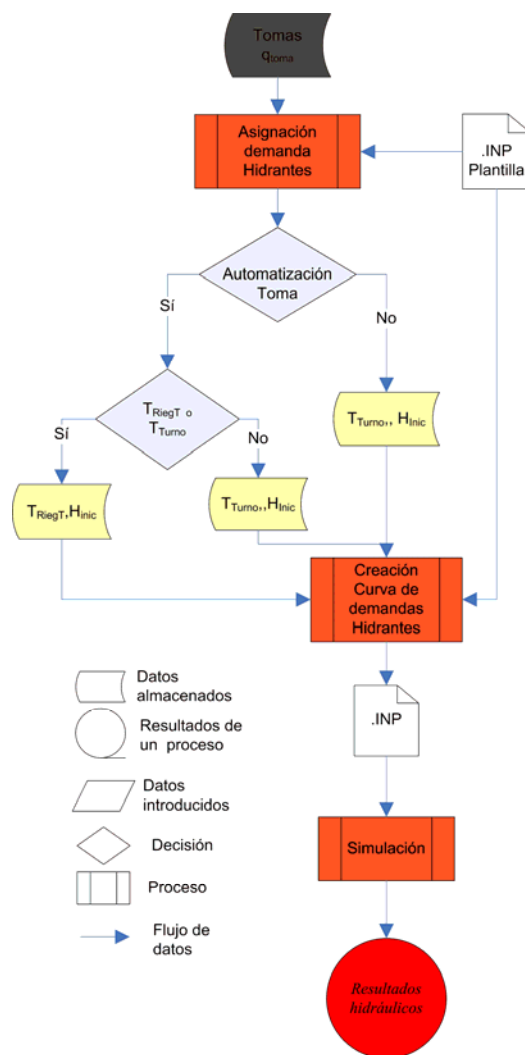 Tomas
qtoma
Asignación
demanda
Hidrantes
.INP
Plantilla
Automatización
Toma
Sí
No
TRiegT o
TTurno
Sí
No
TTurno,, HInic
TRiegT,Hinic
TTurno,,HInic
Creación
Curva de
demandas
Hidrantes
Datos
almacenados
.INP
Resultados de
un proceso
Datos
introducidos
Decisión
Simulación
Proceso
Flujo de
datos
Resultados
hidráulicos